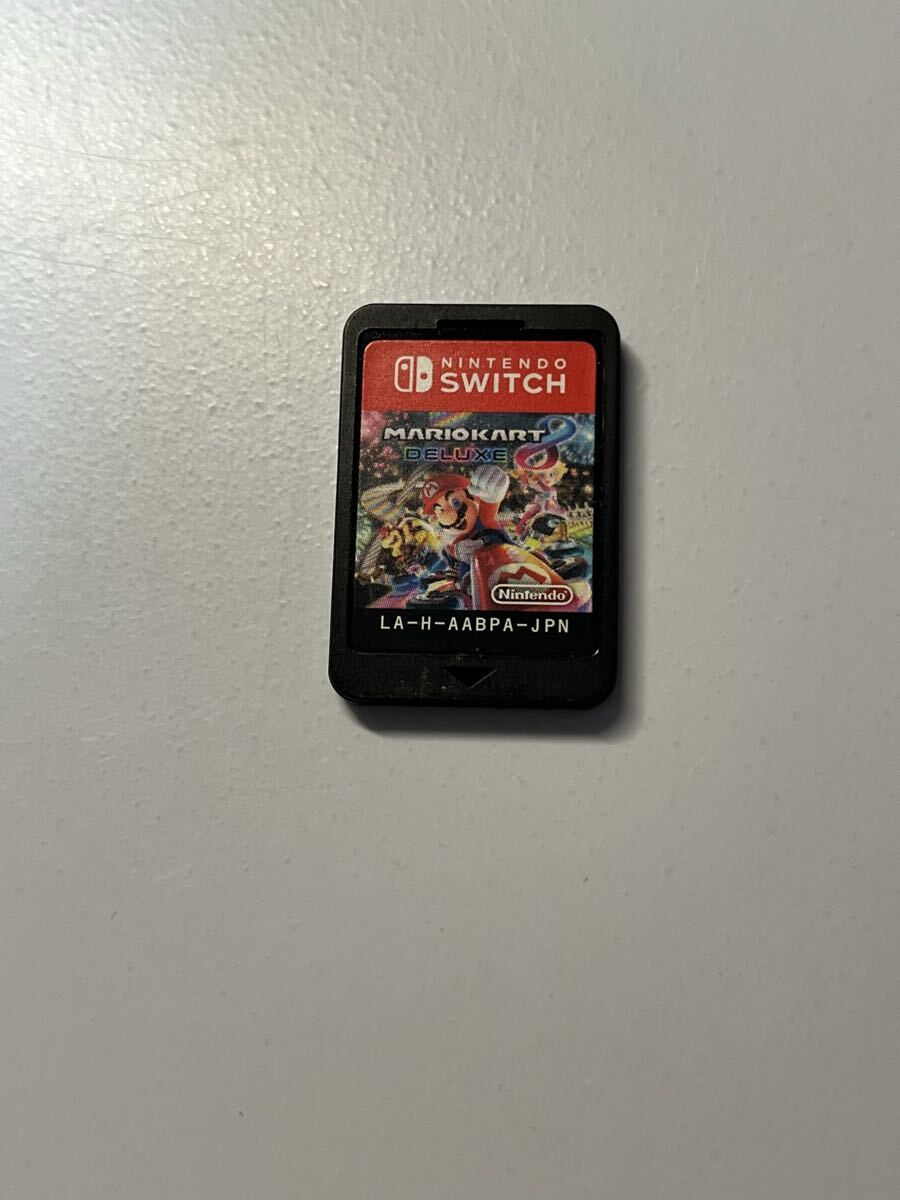 NINTENDO
SWITCH
MARIOKART 8
DELUXE
Nintendo
LA-H-AABPA-JPN